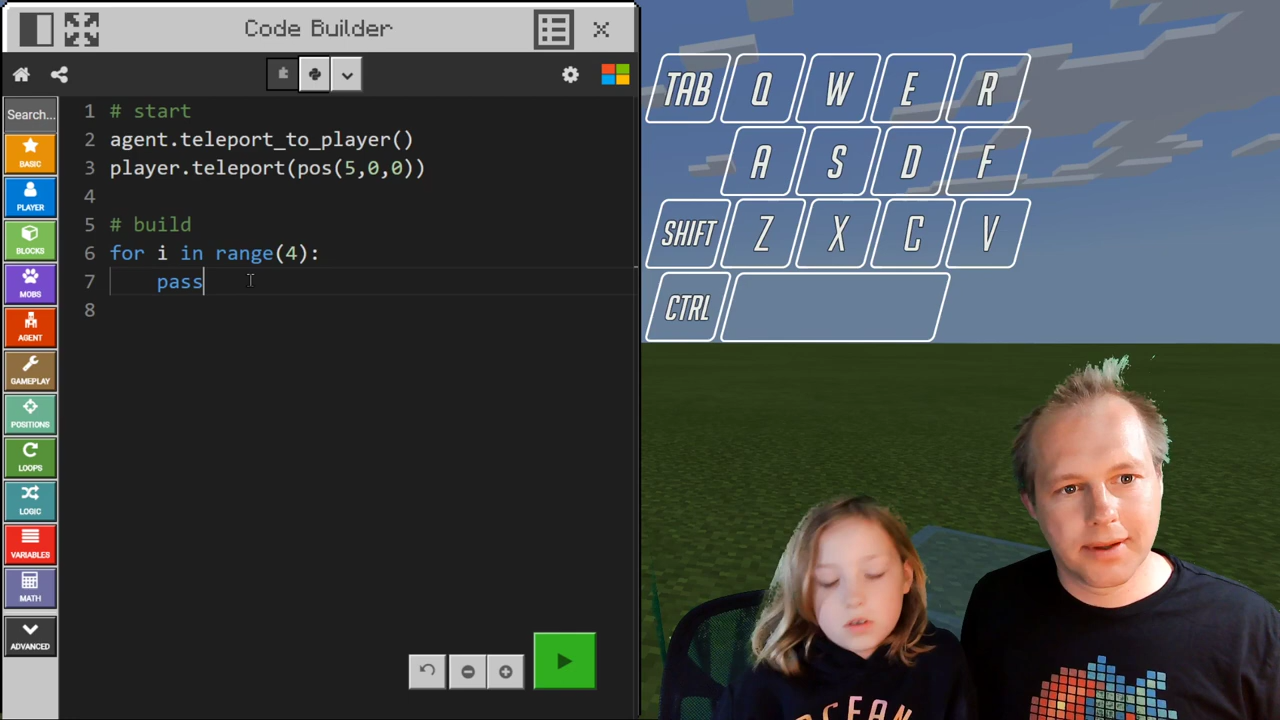 Code Builder
Search...
BASIC
PLAYER
BLOCKS
MOBS
AGENT
GAMEPLAY
POSITIONS
LOOPS
LOGIC
VARIABLES
MATH
ADVANCED
1 # start
2 agent.teleport_to_player()
3 player.teleport(pos(5,0,0))
4
5 # build
6 for i in range(4):
7     pass
8
TAB Q W E R
A S D F
SHIFT Z X C V
CTRL
OCEAN